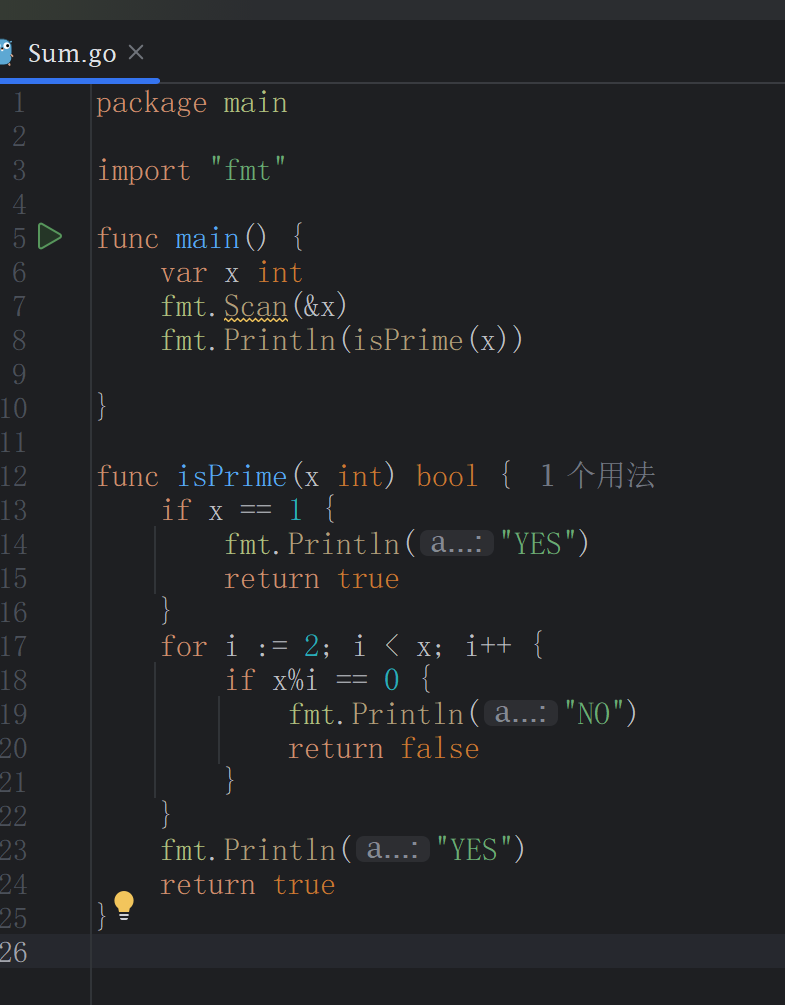 Sum.go
1 package main
2
3 import "fmt"
4
5 func main() {
6     var x int
7     fmt.Scan(&x)
8     fmt.Println(isPrime(x))
9
10 }
11
12 func isPrime(x int) bool { 1 个用法
13     if x == 1 {
14         fmt.Println( a...: "YES")
15         return true
16     }
17     for i := 2; i < x; i++ {
18         if x%i == 0 {
19             fmt.Println( a...: "NO")
20             return false
21         }
22     }
23     fmt.Println( a...: "YES")
24     return true
25 }
26